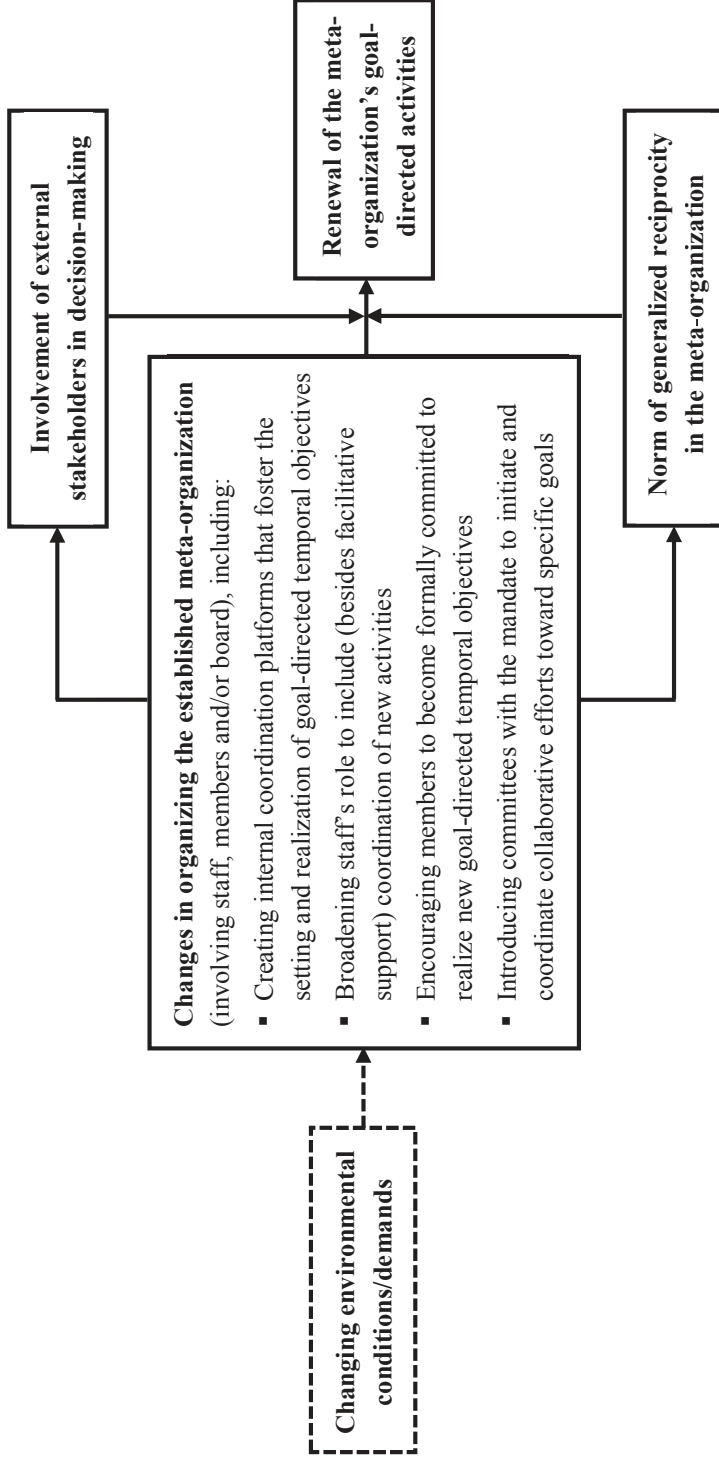 Changing environmental
conditions/demands
Changes in organizing the established meta-organization
(involving staff, members and/or board), including:
▪ Creating internal coordination platforms that foster the
setting and realization of goal-directed temporal objectives
▪ Broadening staff's role to include (besides facilitative
support) coordination of new activities
▪ Encouraging members to become formally committed to
realize new goal-directed temporal objectives
▪ Introducing committees with the mandate to initiate and
coordinate collaborative efforts toward specific goals
Involvement of external
stakeholders in decision-making
Renewal of the meta-
organization's goal-
directed activities
Norm of generalized reciprocity
in the meta-organization